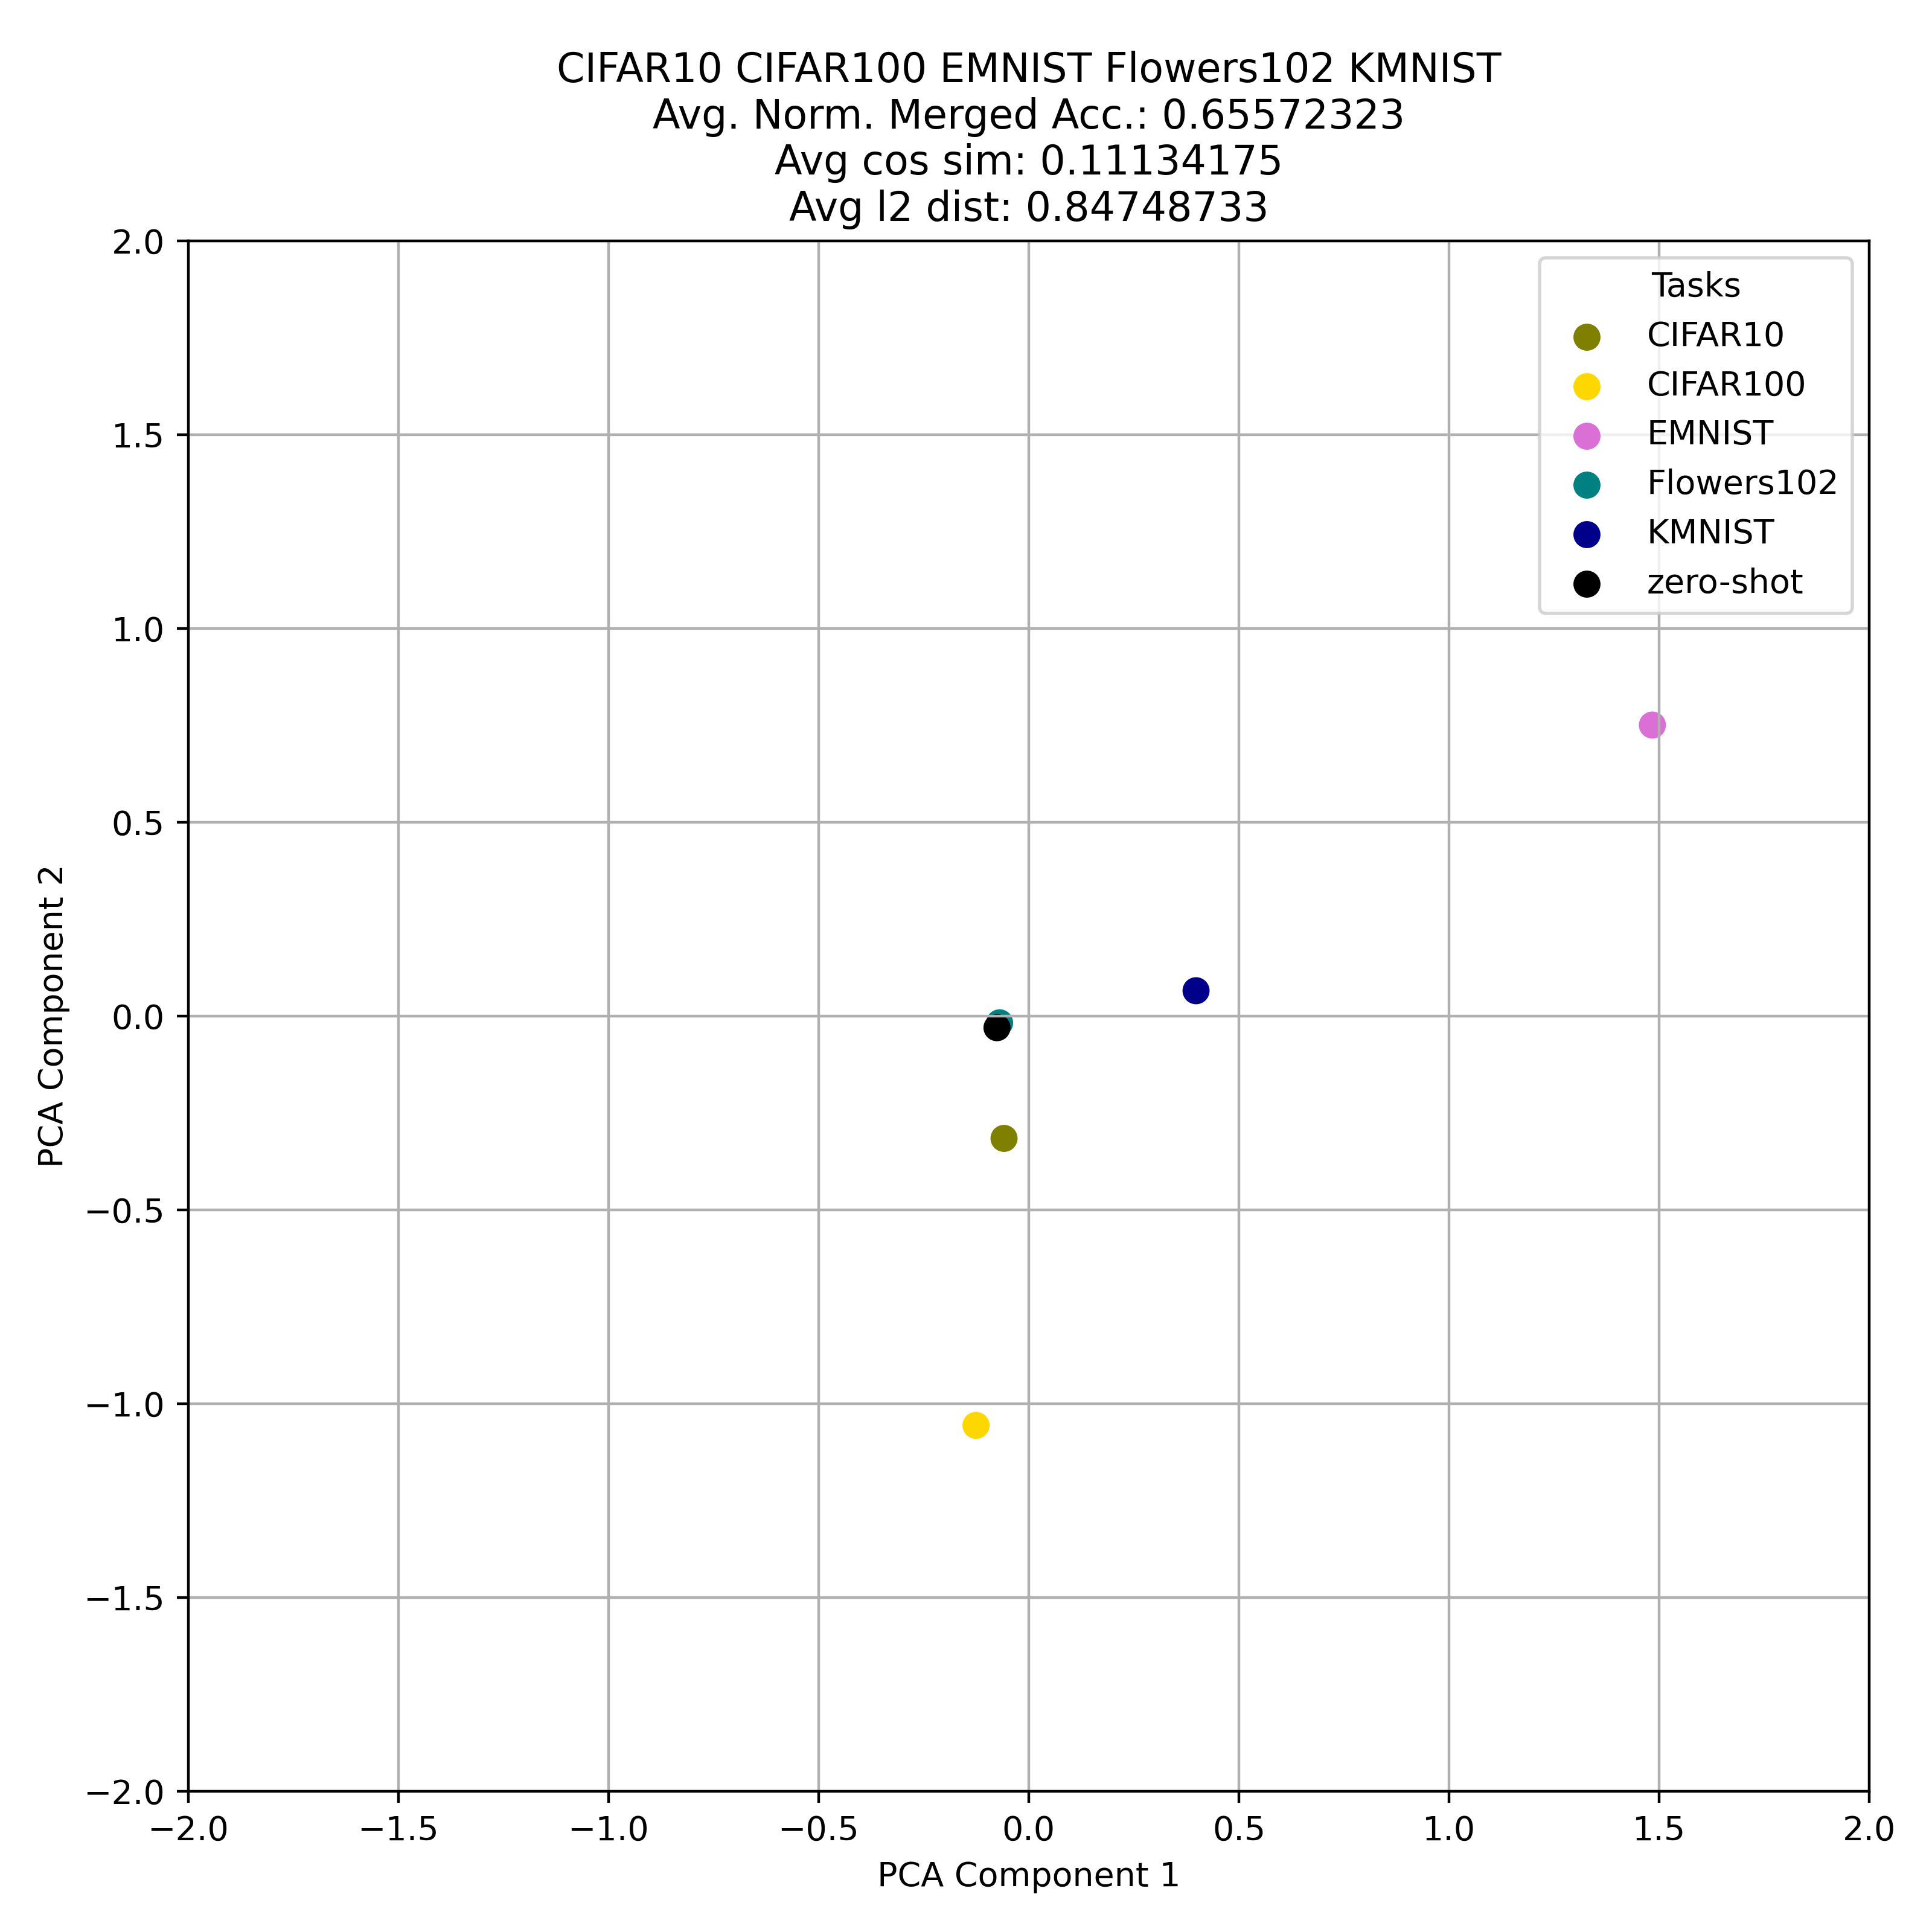 CIFAR10 CIFAR100 EMNIST Flowers102 KMNIST
Avg. Norm. Merged Acc.: 0.65572323
Avg cos sim: 0.11134175
Avg l2 dist: 0.84748733
Tasks
CIFAR10
CIFAR100
EMNIST
Flowers102
KMNIST
zero-shot
2.0
1.5
1.0
0.5
0.0
−0.5
−1.0
−1.5
−2.0
PCA Component 2
−2.0 −1.5 −1.0 −0.5 0.0 0.5 1.0 1.5 2.0
PCA Component 1